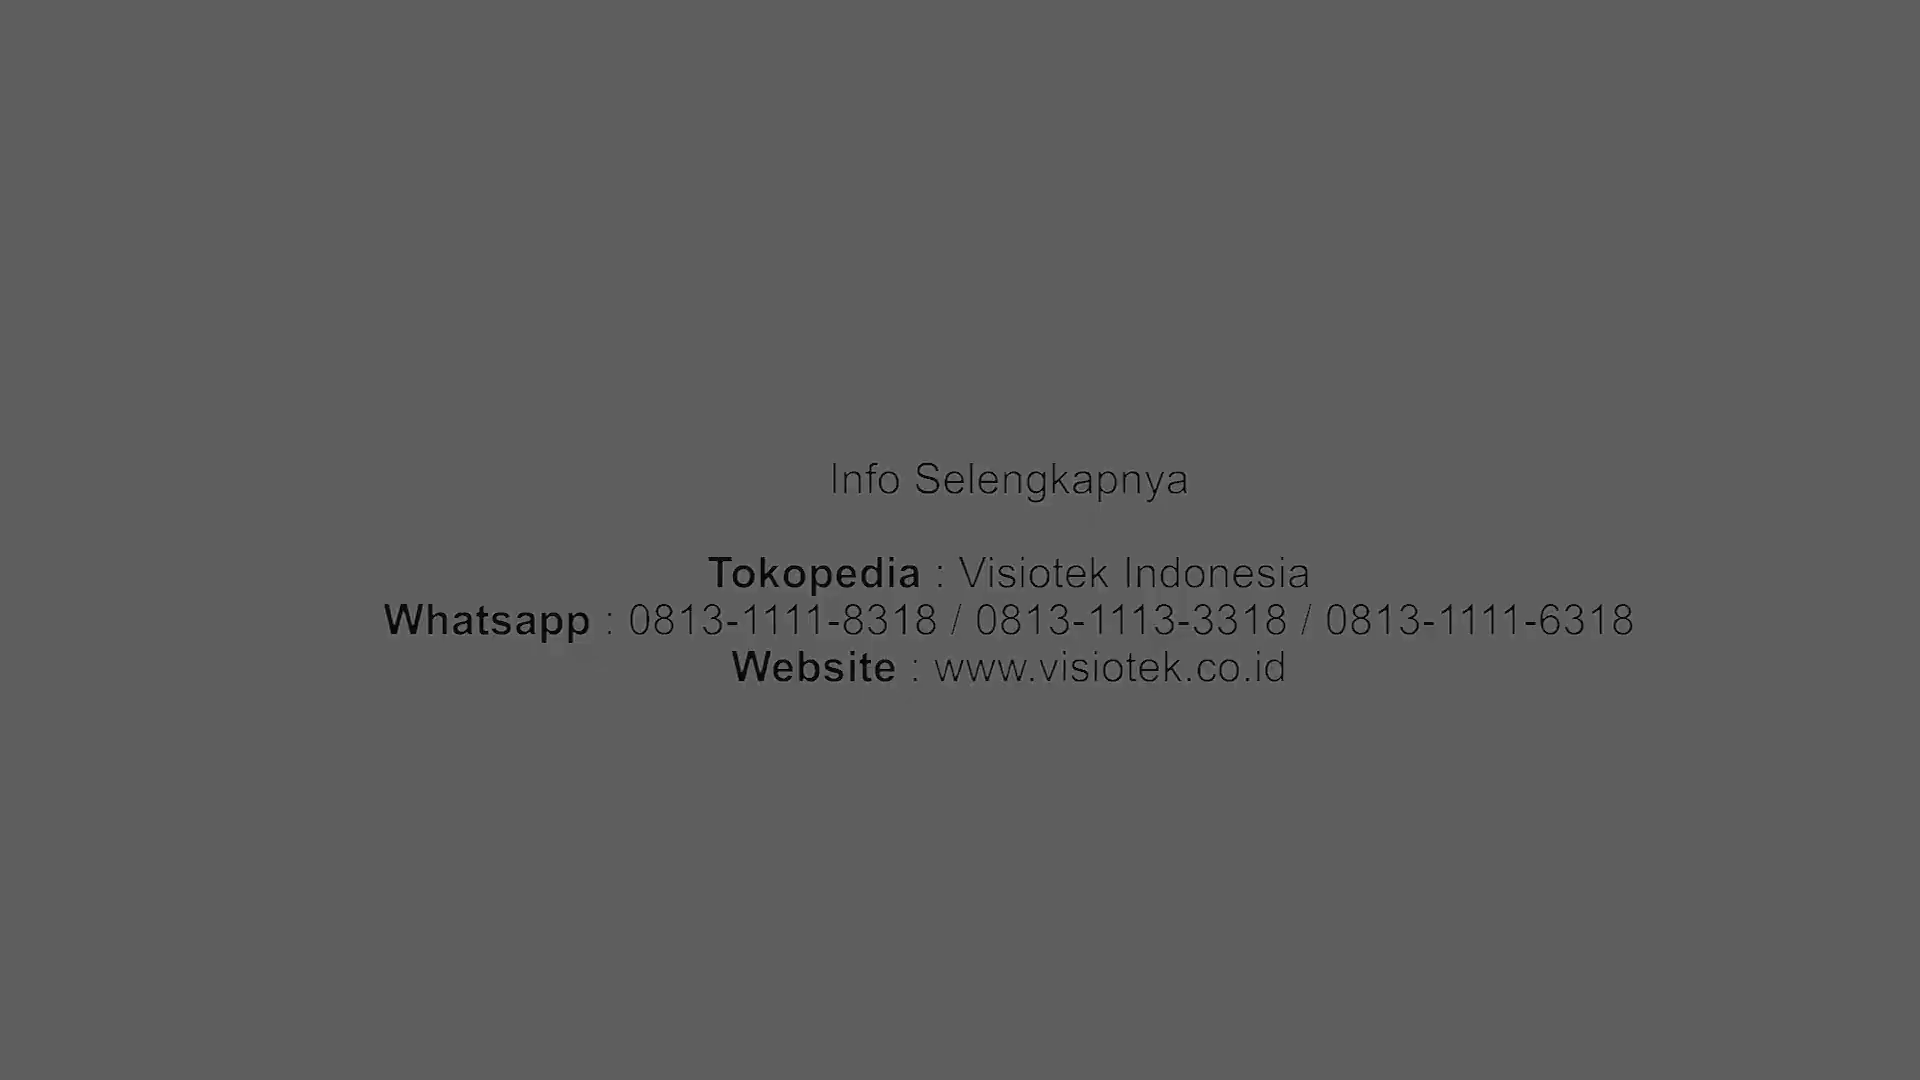 Info Selengkapnya
Tokopedia : Visiotek Indonesia
Whatsapp : 0813-1111-8318 / 0813-1113-3318 / 0813-1111-6318
Website : www.visiotek.co.id